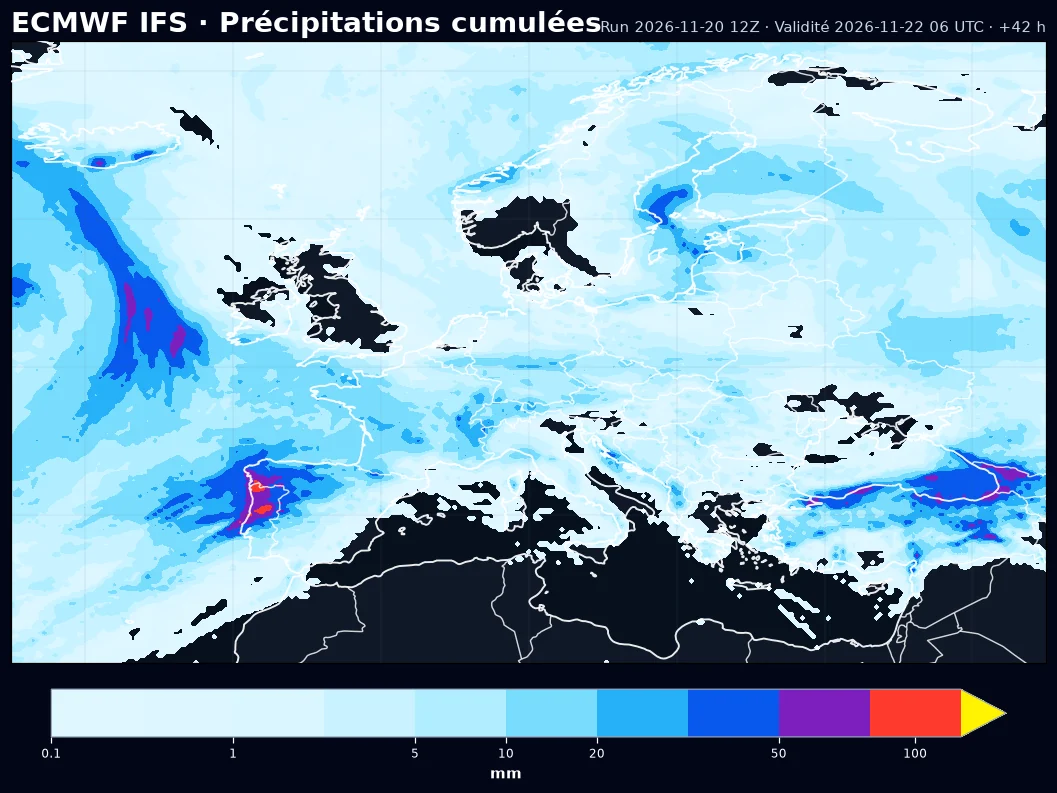 ECMWF IFS · Précipitations cumulées
Run 2026-11-20 12Z · Validité 2026-11-22 06 UTC · +42 h
0.1 1 5 10 20 50 100
mm